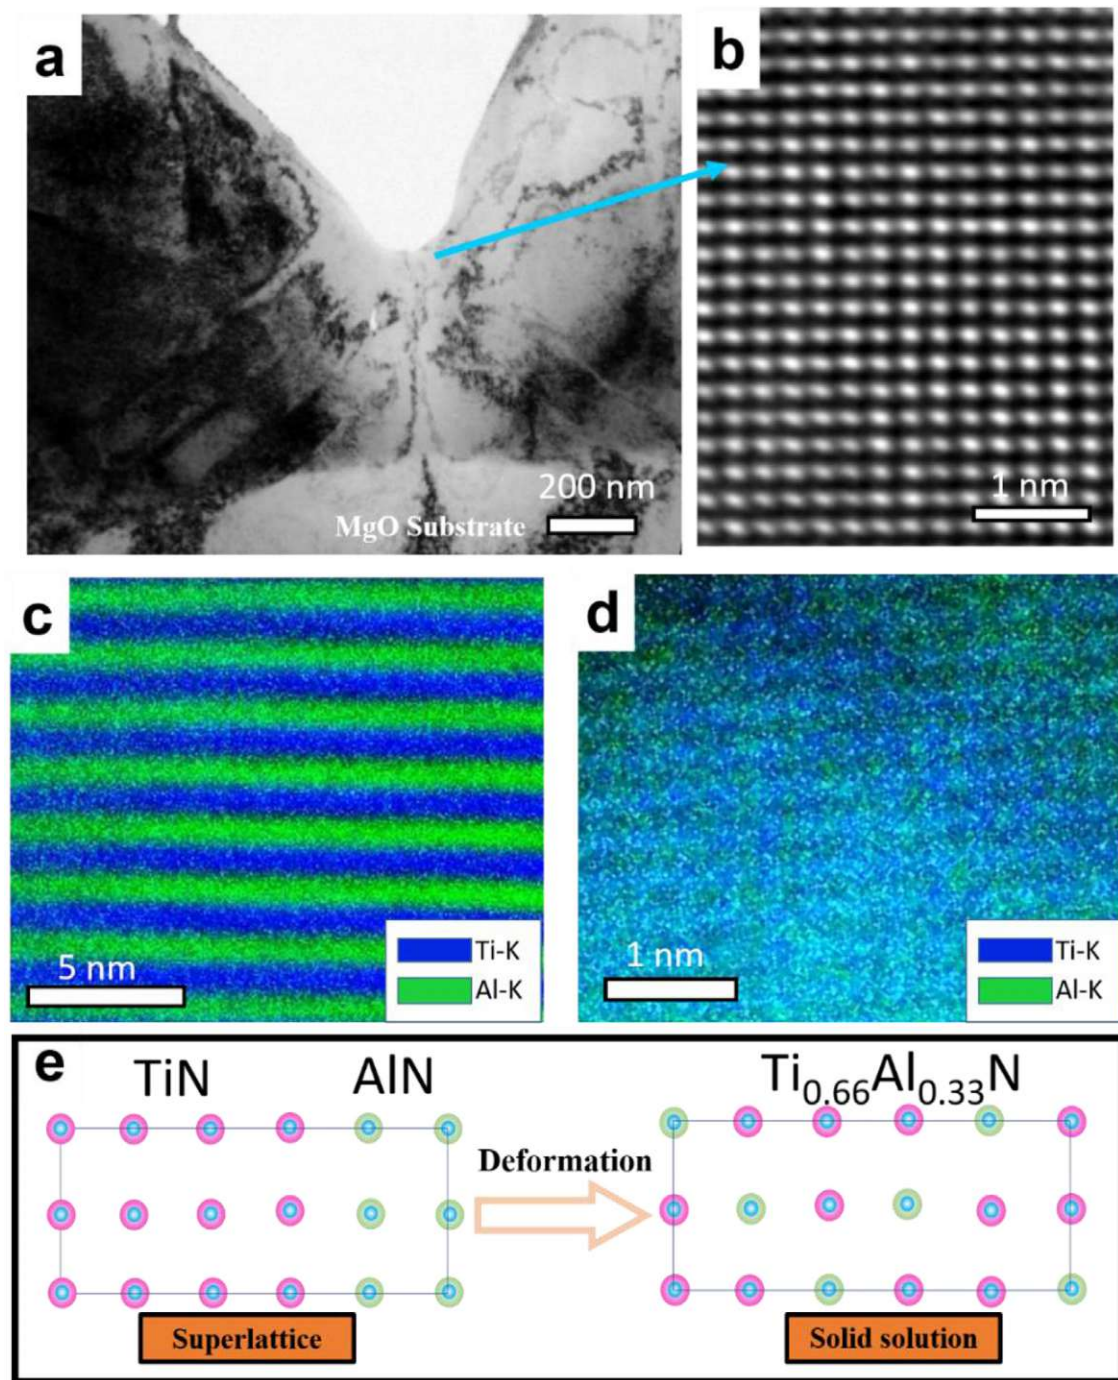 a
b
200 nm
MgO Substrate
1 nm
c
d
5 nm
Ti-K
Al-K
1 nm
Ti-K
Al-K
e
TiN AlN
Ti0.66Al0.33N
Deformation
Superlattice
Solid solution